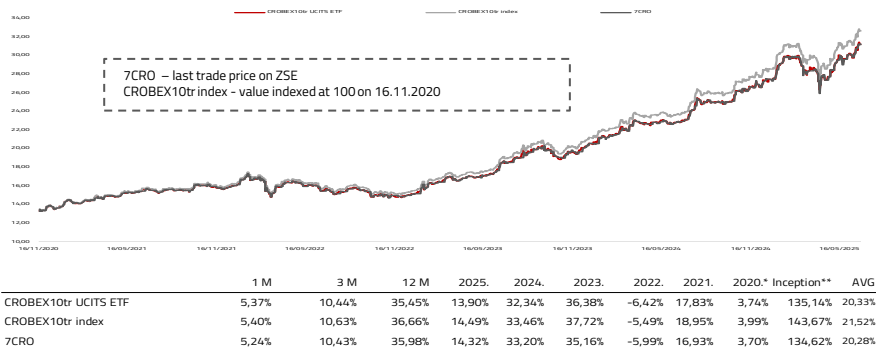 CROBEX10tr UCITS ETF CROBEX10tr index 7CRO
34,00
32,00
30,00
28,00
26,00
24,00
22,00
20,00
18,00
16,00
14,00
12,00
10,00
7CRO – last trade price on ZSE
CROBEX10tr index - value indexed at 100 on 16.11.2020
16/11/2020 16/05/2021 16/11/2021 16/05/2022 16/11/2022 16/05/2023 16/11/2023 16/05/2024 16/11/2024 16/05/2025
1 M 3 M 12 M 2025. 2024. 2023. 2022. 2021. 2020.* Inception** AVG
CROBEX10tr UCITS ETF 5,37% 10,44% 35,45% 13,90% 32,34% 36,38% -6,42% 17,83% 3,74% 135,14% 20,33%
CROBEX10tr index 5,40% 10,63% 36,66% 14,49% 33,46% 37,72% -5,49% 18,95% 3,99% 143,67% 21,52%
7CRO 5,24% 10,43% 35,98% 14,32% 33,20% 35,16% -5,99% 16,93% 3,70% 134,62% 20,28%